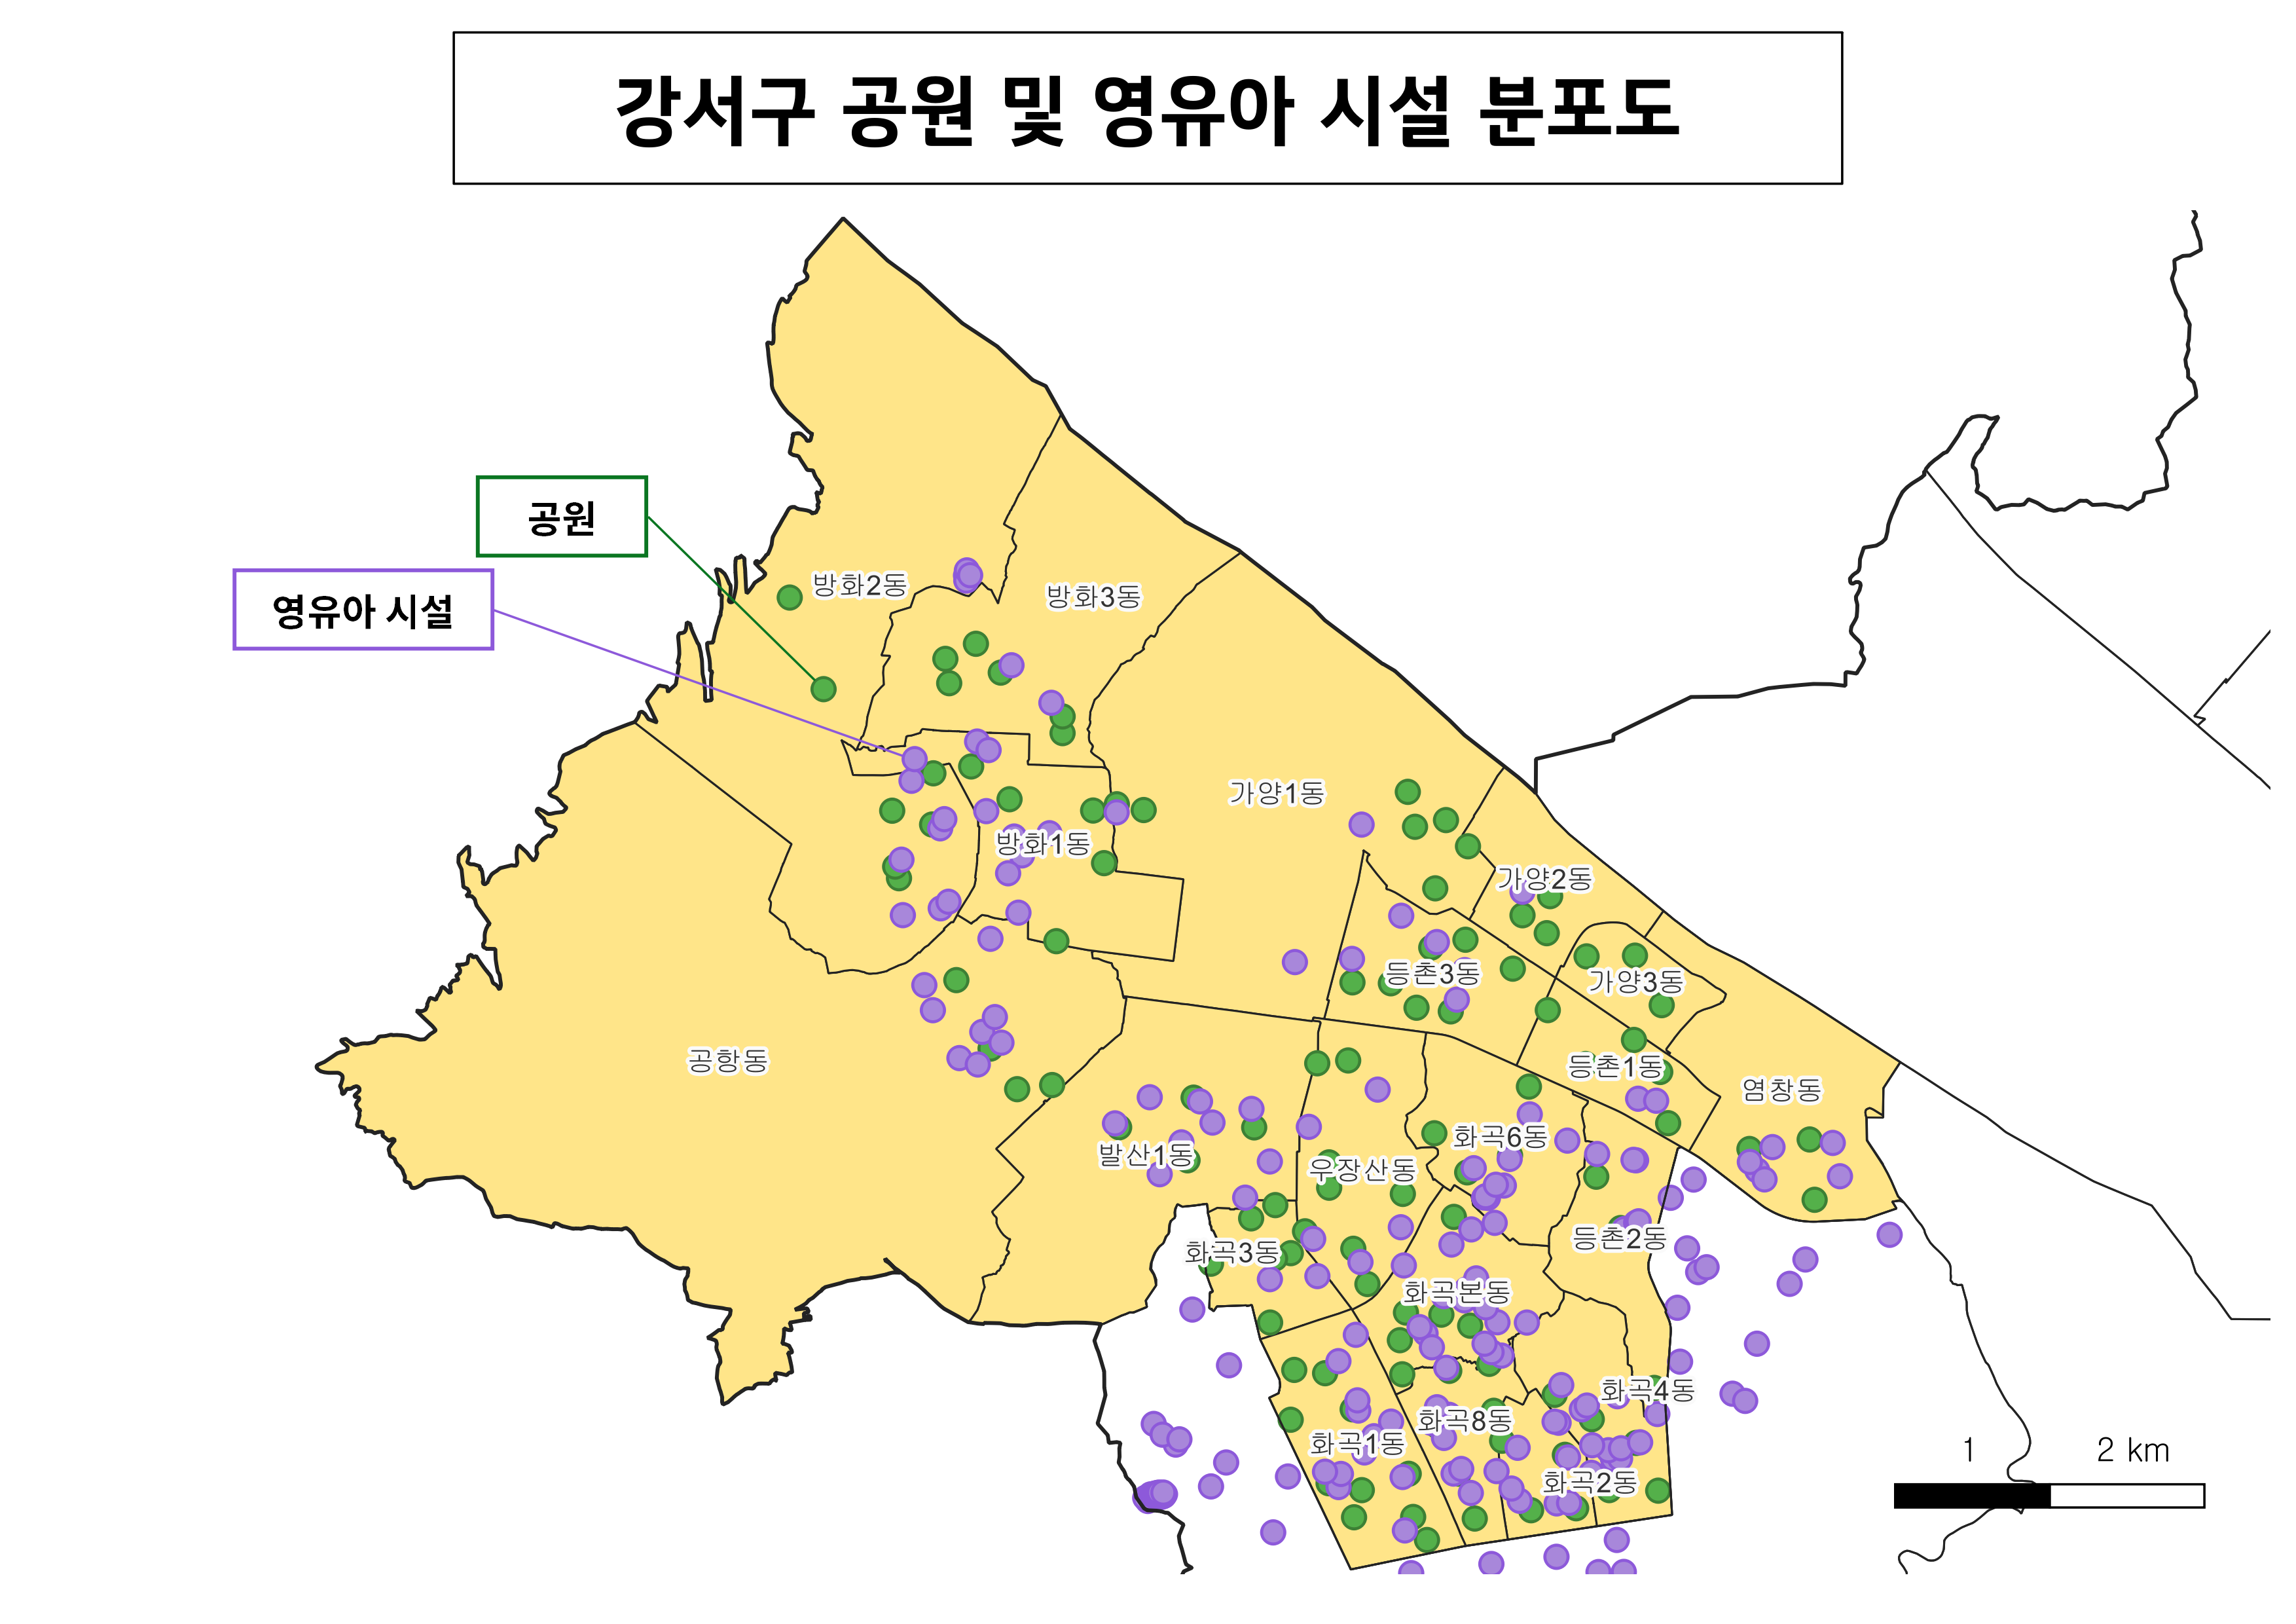 강서구 공원 및 영유아 시설 분포도
공원
영유아 시설
방화2동
방화3동
가양1동
방화1동
가양2동
등촌3동
가양3동
공항동
등촌1동
염창동
화곡6동
발산1동
우장산동
등촌2동
화곡3동
화곡본동
화곡4동
화곡8동
화곡1동
화곡2동
1 2 km